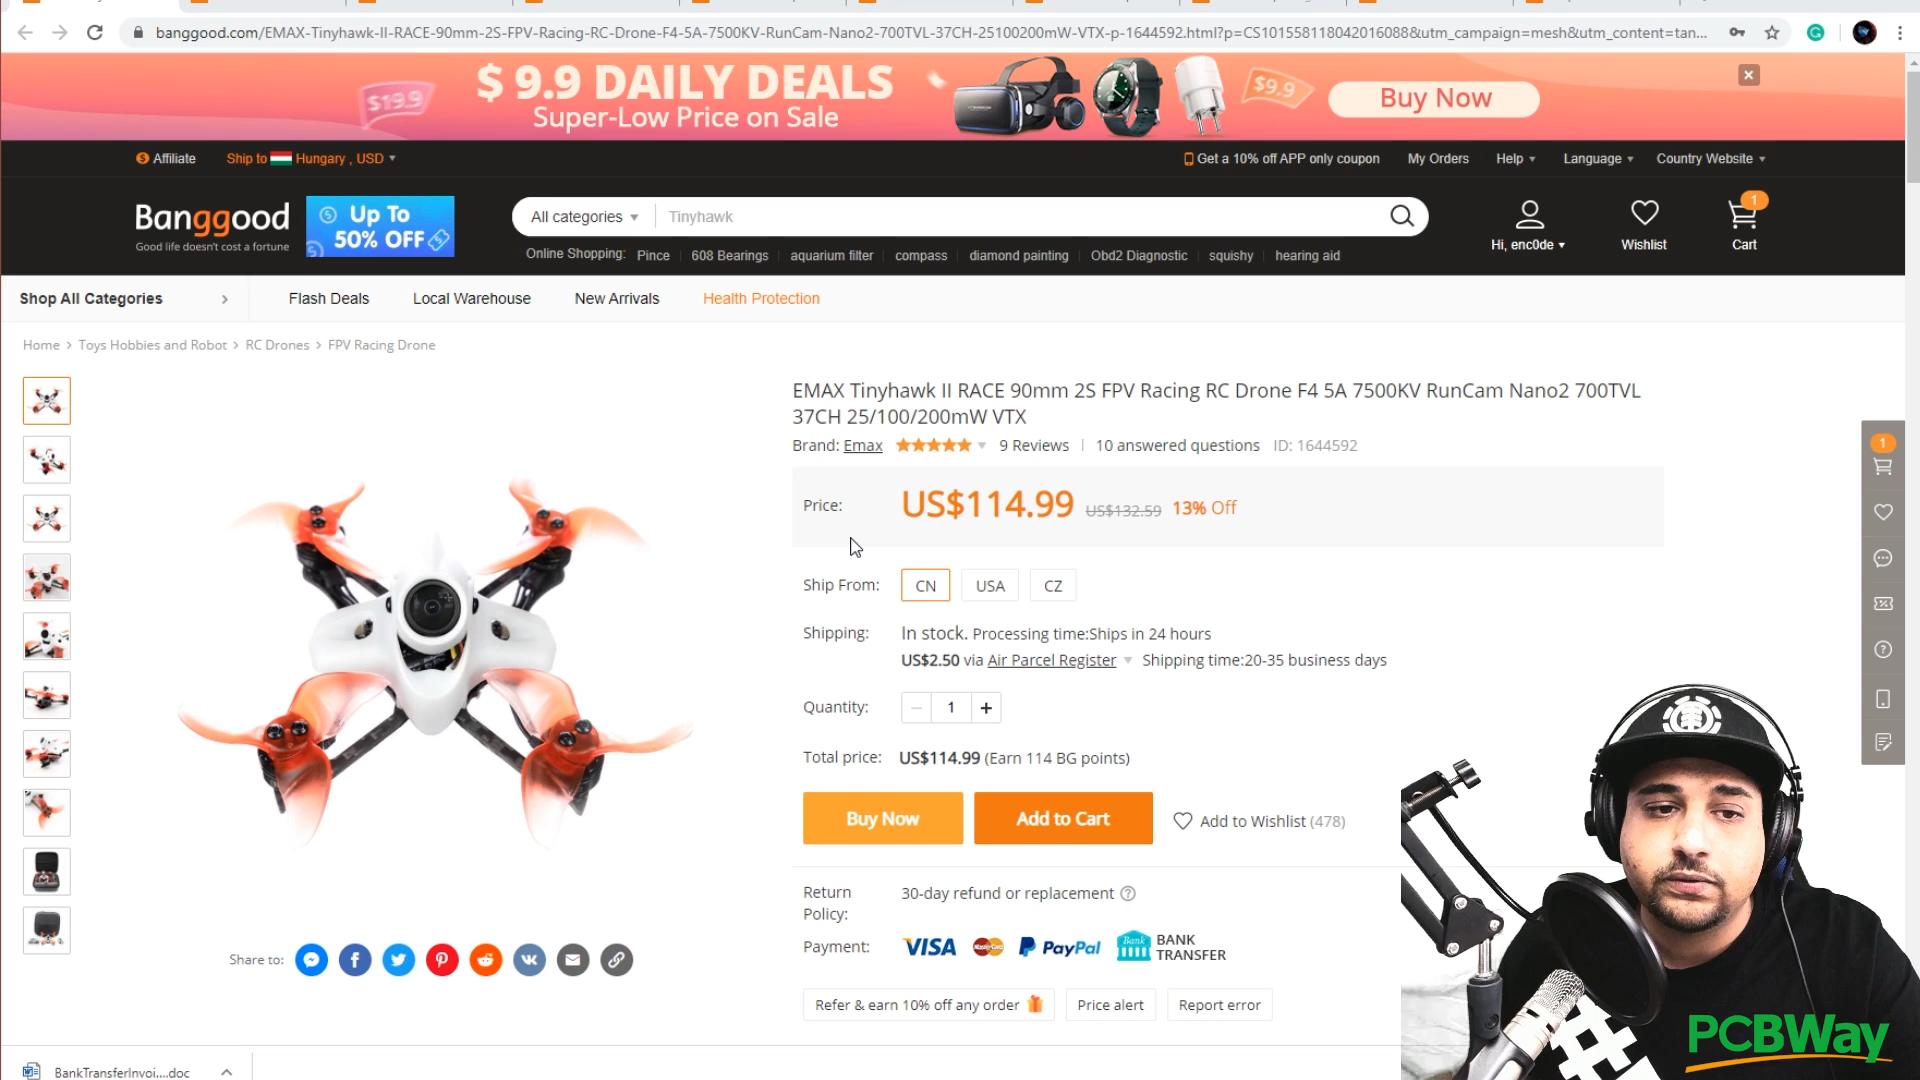 banggood.com/EMAX-Tinyhawk-II-RACE-90mm-2S-FPV-Racing-RC-Drone-F4-5A-7500KV-RunCam-Nano2-700TVL-37CH-25100200mW-VTX-p-1644592.html?p=CS101558118042016088&utm_campaign=mesh&utm_content=tan...
$19.9
$ 9.9 DAILY DEALS
Super-Low Price on Sale
$9.9
Buy Now
Affiliate
Ship to Hungary , USD
Get a 10% off APP only coupon
My Orders
Help
Language
Country Website
Banggood
Good life doesn't cost a fortune
Up To
50% OFF
All categories
Tinyhawk
Online Shopping: Pince 608 Bearings aquarium filter compass diamond painting Obd2 Diagnostic squishy hearing aid
Hi, enc0de
Wishlist
1
Cart
Shop All Categories
Flash Deals
Local Warehouse
New Arrivals
Health Protection
Home > Toys Hobbies and Robot > RC Drones > FPV Racing Drone
EMAX Tinyhawk II RACE 90mm 2S FPV Racing RC Drone F4 5A 7500KV RunCam Nano2 700TVL
37CH 25/100/200mW VTX
Brand: Emax 9 Reviews 10 answered questions ID: 1644592
Price: US$114.99 US$132.59 13% Off
Ship From: CN USA CZ
Shipping: In stock. Processing time:Ships in 24 hours
US$2.50 via Air Parcel Register Shipping time:20-35 business days
Quantity: 1
Total price: US$114.99 (Earn 114 BG points)
Buy Now
Add to Cart
Add to Wishlist (478)
Return
Policy:
30-day refund or replacement
Payment: VISA MasterCard PayPal Bank BANK
TRANSFER
Refer & earn 10% off any order
Price alert
Report error
Share to:
1
BankTransferInvoi....doc
PCBWay